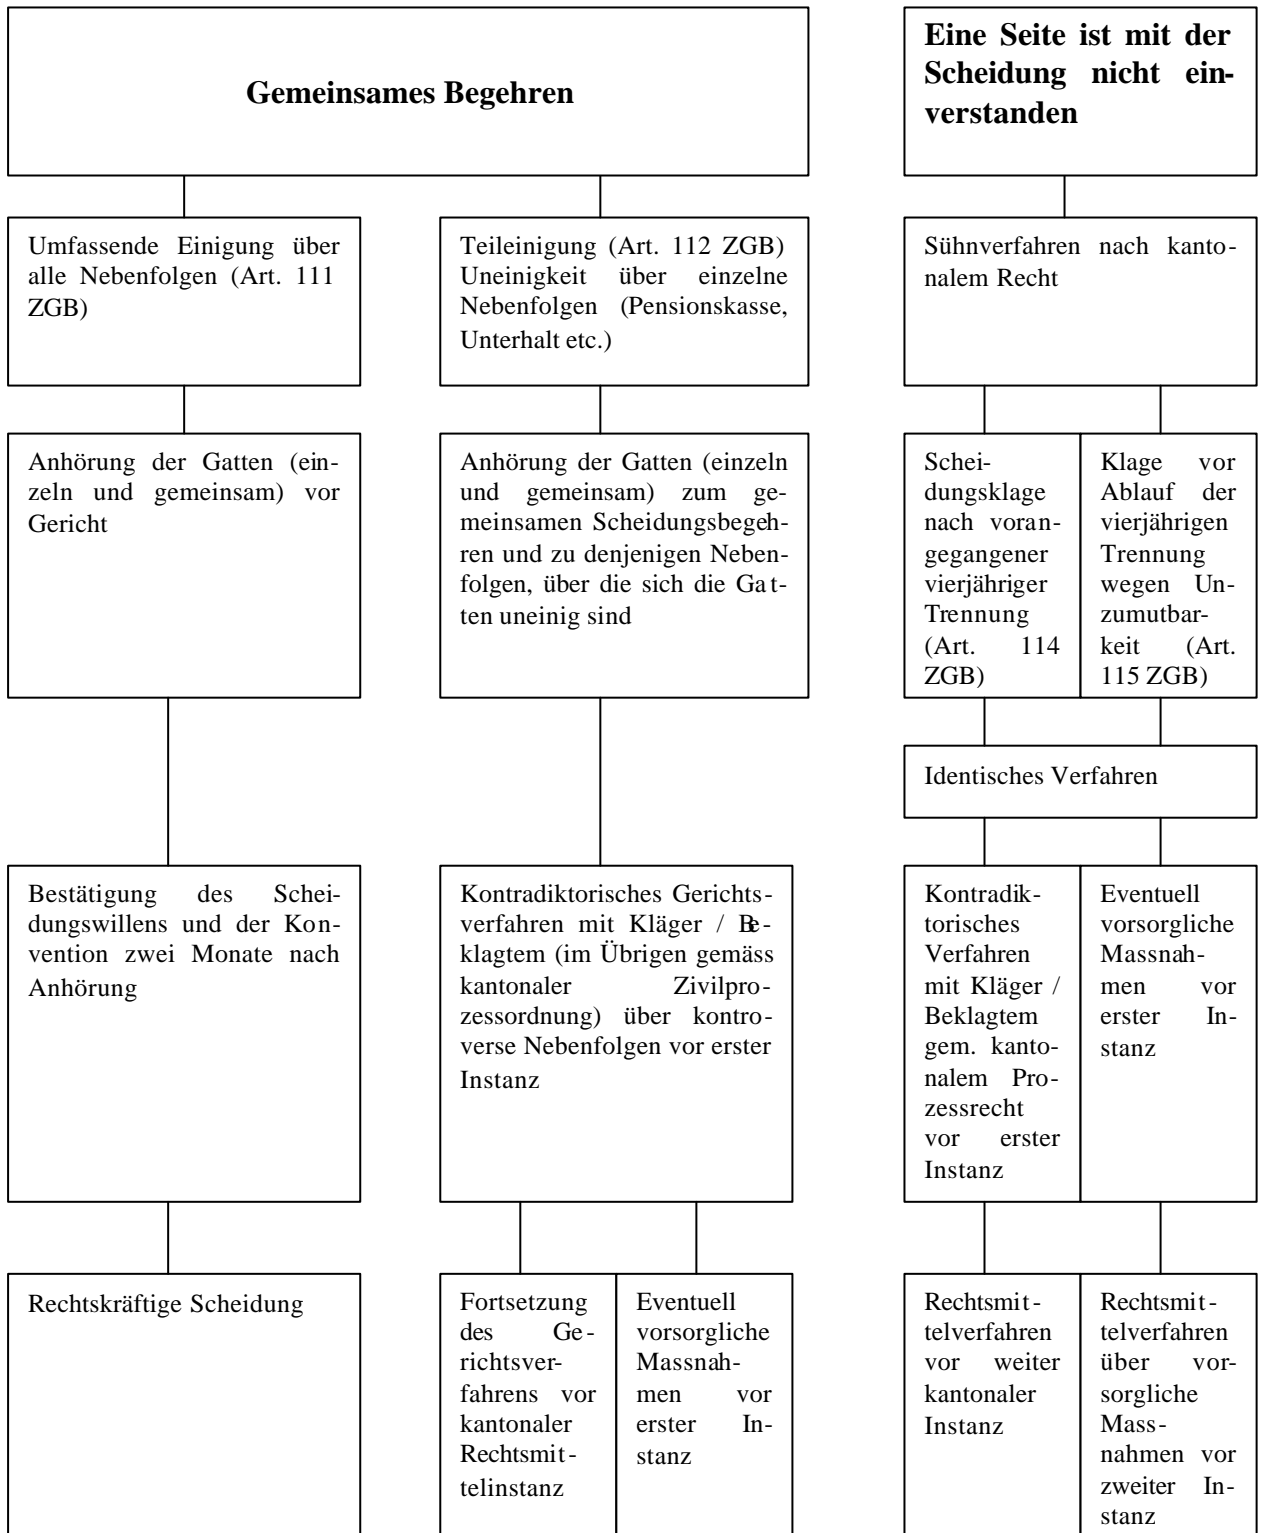 Gemeinsames Begehren
Eine Seite ist mit der
Scheidung nicht ein-
verstanden
Umfassende Einigung über
alle Nebenfolgen (Art. 111
ZGB)
Teileinigung (Art. 112 ZGB)
Uneinigkeit über einzelne
Nebenfolgen (Pensionskasse,
Unterhalt etc.)
Sühnverfahren nach kanto-
nalem Recht
Anhörung der Gatten (ein-
zeln und gemeinsam) vor
Gericht
Anhörung der Gatten (einzeln
und gemeinsam) zum ge-
meinsamen Scheidungsbegeh-
ren und zu denjenigen Neben-
folgen, über die sich die Gat-
ten uneinig sind
Schei-
dungsklage
nach voran-
gegangener
vierjähriger
Trennung
(Art. 114
ZGB)
Klage vor
Ablauf der
vierjährigen
Trennung
wegen Un-
zumutbar-
keit (Art.
115 ZGB)
Identisches Verfahren
Bestätigung des Schei-
dungswillens und der Kon-
vention zwei Monate nach
Anhörung
Kontradiktorisches Gerichts-
verfahren mit Kläger / Be-
klagtem (im Übrigen gemäss
kantonaler Zivilpro-
zessordnung) über kontro-
verse Nebenfolgen vor erster
Instanz
Kontradik-
torisches
Verfahren
mit Kläger /
Beklagtem
gem. kanto-
nalem Pro-
zessrecht
vor erster
Instanz
Eventuell
vorsorgliche
Massnah-
men vor
erster In-
stanz
Rechtskräftige Scheidung
Fortsetzung
des Ge-
richtsver-
fahrens vor
kantonaler
Rechtsmit-
telinstanz
Eventuell
vorsorgliche
Massnah-
men vor
erster In-
stanz
Rechtsmit-
telverfahren
vor weiter
kantonaler
Instanz
Rechtsmit-
telverfahren
über vor-
sorgliche
Mass-
nahmen vor
zweiter In-
stanz